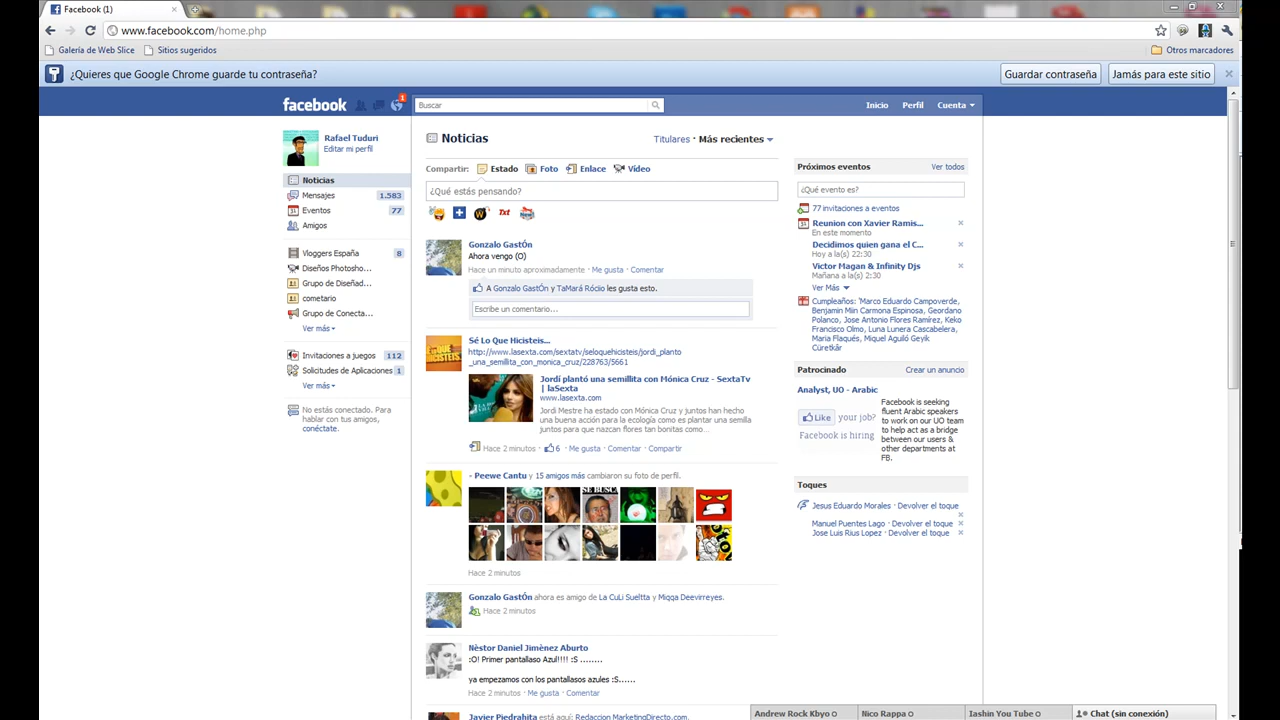 Facebook (1)
www.facebook.com/home.php
Galería de Web Slice
Sitios sugeridos
Otros marcadores
¿Quieres que Google Chrome guarde tu contraseña?
Guardar contraseña
Jamás para este sitio
facebook
1
Buscar
Inicio
Perfil
Cuenta
Rafael Tuduri
Editar mi perfil
Noticias
Mensajes 1.583
Eventos 77
Amigos
Vloggers España 8
Diseños Photosho...
Grupo de Diseñad...
cometario
Grupo de Conecta...
Ver más
Invitaciones a juegos 112
Solicitudes de Aplicaciones 1
Ver más
No estás conectado. Para
hablar con tus amigos,
conéctate.
Noticias
Titulares · Más recientes
Compartir: Estado Foto Enlace Vídeo
¿Qué estás pensando?
Txt
Gonzalo GastÓn
Ahora vengo (O)
Hace un minuto aproximadamente · Me gusta · Comentar
A Gonzalo GastÓn y TaMará Róciio les gusta esto.
Escribe un comentario...
Sé Lo Que Hicisteis...
http://www.lasexta.com/sextatv/seloquehicisteis/jordi_planto
_una_semillita_con_monica_cruz/228763/5661
Jordí plantó una semillita con Mónica Cruz - SextaTv
| laSexta
www.lasexta.com
Jordi Mestre ha estado con Mónica Cruz y juntos han hecho
una buena acción para la ecología como es plantar una semilla
juntos para que nazcan flores tan bonitas como...
Hace 2 minutos · 6 · Me gusta · Comentar · Compartir
- Peewe Cantu y 15 amigos más cambiaron su foto de perfil.
SE BUSCA
Hace 2 minutos
Gonzalo GastÓn ahora es amigo de La CuLi Sueltta y Miqqa Deevirreyes.
Hace 2 minutos
Nèstor Daniel Jimènez Aburto
:O! Primer pantallaso Azul!!!! :S ........
ya empezamos con los pantallasos azules :S......
Hace 2 minutos · Me gusta · Comentar
Javier Piedrahita está aquí: Redaccion MarketingDirecto.com.
Próximos eventos
Ver todos
¿Qué evento es?
77 invitaciones a eventos
Reunion con Xavier Ramis...
En este momento
Decidimos quien gana el C...
Hoy a la(s) 22:30
Victor Magan & Infinity Djs
Mañana a la(s) 2:30
Ver Más
Cumpleaños: 'Marco Eduardo Campoverde,
Benjamin Miin Carmona Espinosa, Geordano
Polanco, Jose Antonio Flores Ramírez, Keko
Francisco Olmo, Luna Lunera Cascabelera,
María Flaqués, Miquel Aguiló Geyik
Cüretkâr
Patrocinado
Crear un anuncio
Analyst, UO - Arabic
Like your job?
Facebook is hiring
Facebook is seeking
fluent Arabic speakers
to work on our UO team
to help act as a bridge
between our users &
other departments at
FB.
Toques
Jesus Eduardo Morales · Devolver el toque
Manuel Puentes Lago · Devolver el toque
Jose Luis Rius Lopez · Devolver el toque
Andrew Rock Kbyo
Nico Rappa
Iashin You Tube
Chat (sin conexión)